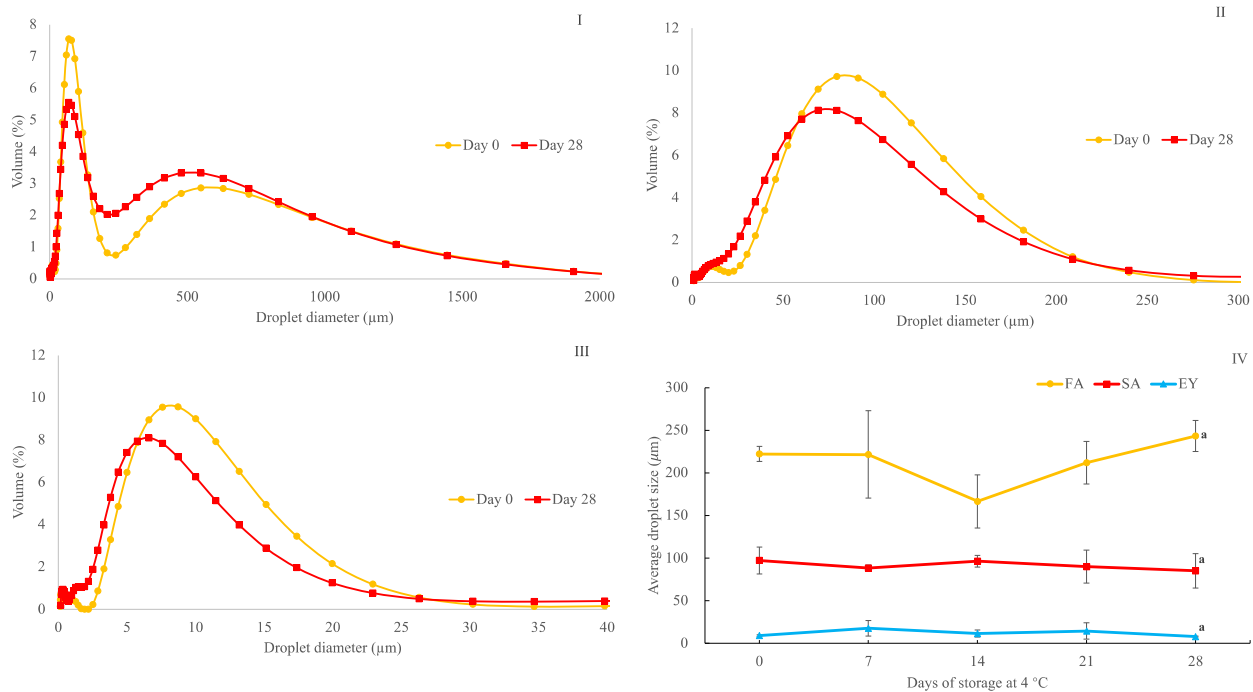 I
8
7
6
5
4
3
2
1
0
Volume (%)
Day 0
Day 28
0
500
1000
1500
2000
Droplet diameter (µm)
II
12
10
8
6
4
2
0
Volume (%)
Day 0
Day 28
0
50
100
150
200
250
300
Droplet diameter (µm)
III
12
10
8
6
4
2
0
Volume (%)
Day 0
Day 28
0
5
10
15
20
25
30
35
40
Droplet diameter (µm)
IV
FA
SA
EY
300
250
200
150
100
50
0
Average droplet size (µm)
a
a
a
0
7
14
21
28
Days of storage at 4 °C